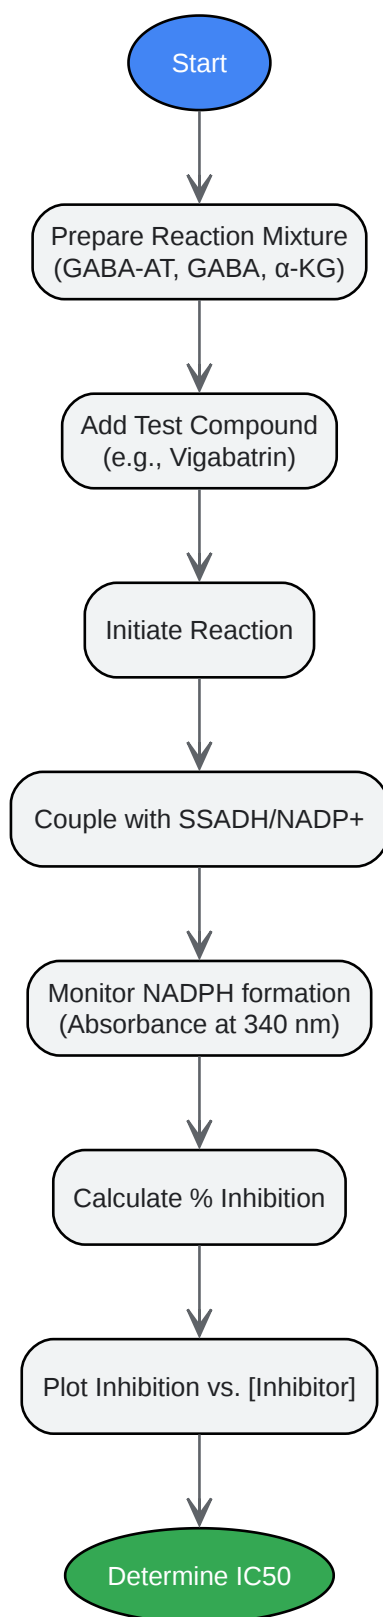 Start
Prepare Reaction Mixture
(GABA-AT, GABA, α-KG)
Add Test Compound
(e.g., Vigabatrin)
Initiate Reaction
Couple with SSADH/NADP+
Monitor NADPH formation
(Absorbance at 340 nm)
Calculate % Inhibition
Plot Inhibition vs. [Inhibitor]
Determine IC50